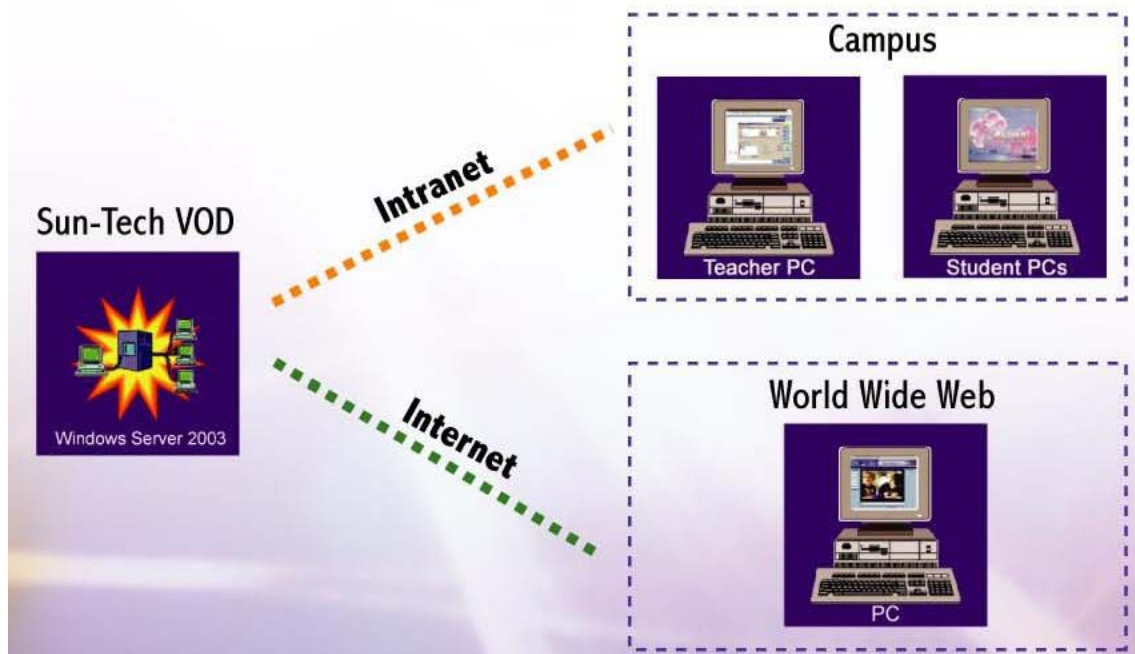 Campus
Teacher PC
Student PCs
Intranet
Sun-Tech VOD
Windows Server 2003
Internet
World Wide Web
PC